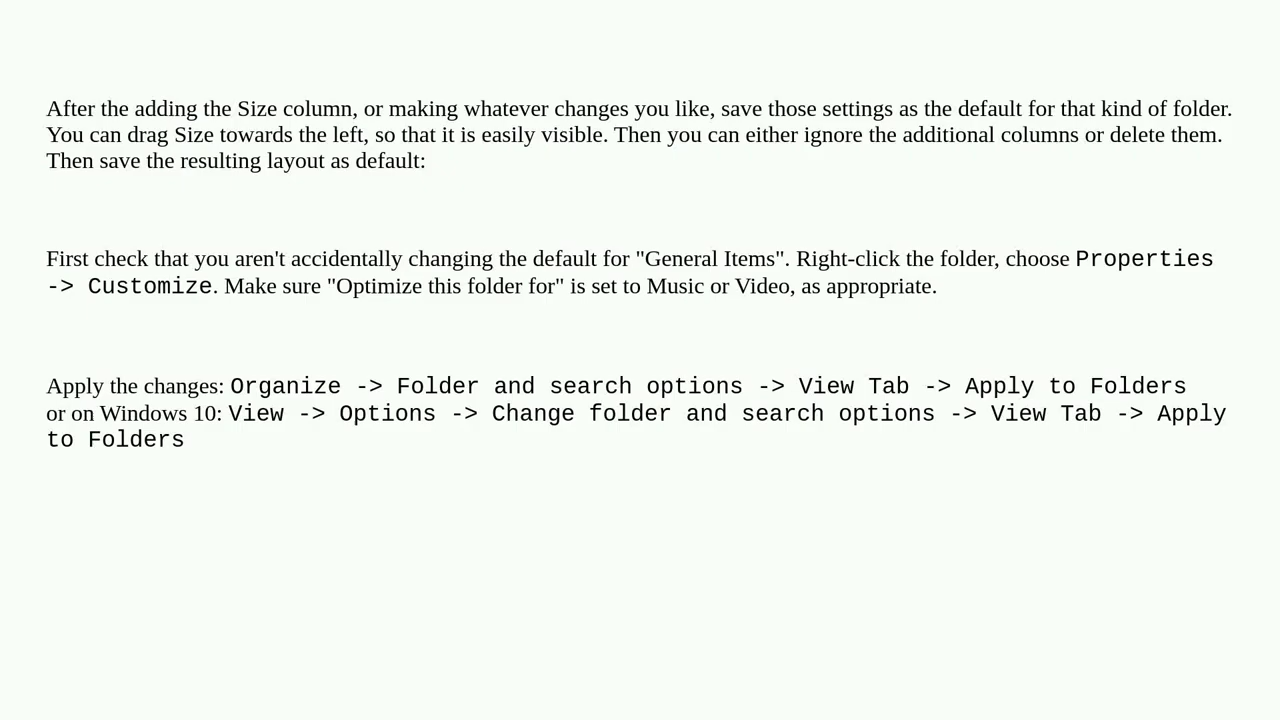 After the adding the Size column, or making whatever changes you like, save those settings as the default for that kind of folder.
You can drag Size towards the left, so that it is easily visible. Then you can either ignore the additional columns or delete them.
Then save the resulting layout as default:
First check that you aren't accidentally changing the default for "General Items". Right-click the folder, choose Properties
-> Customize. Make sure "Optimize this folder for" is set to Music or Video, as appropriate.
Apply the changes: Organize -> Folder and search options -> View Tab -> Apply to Folders
or on Windows 10: View -> Options -> Change folder and search options -> View Tab -> Apply
to Folders